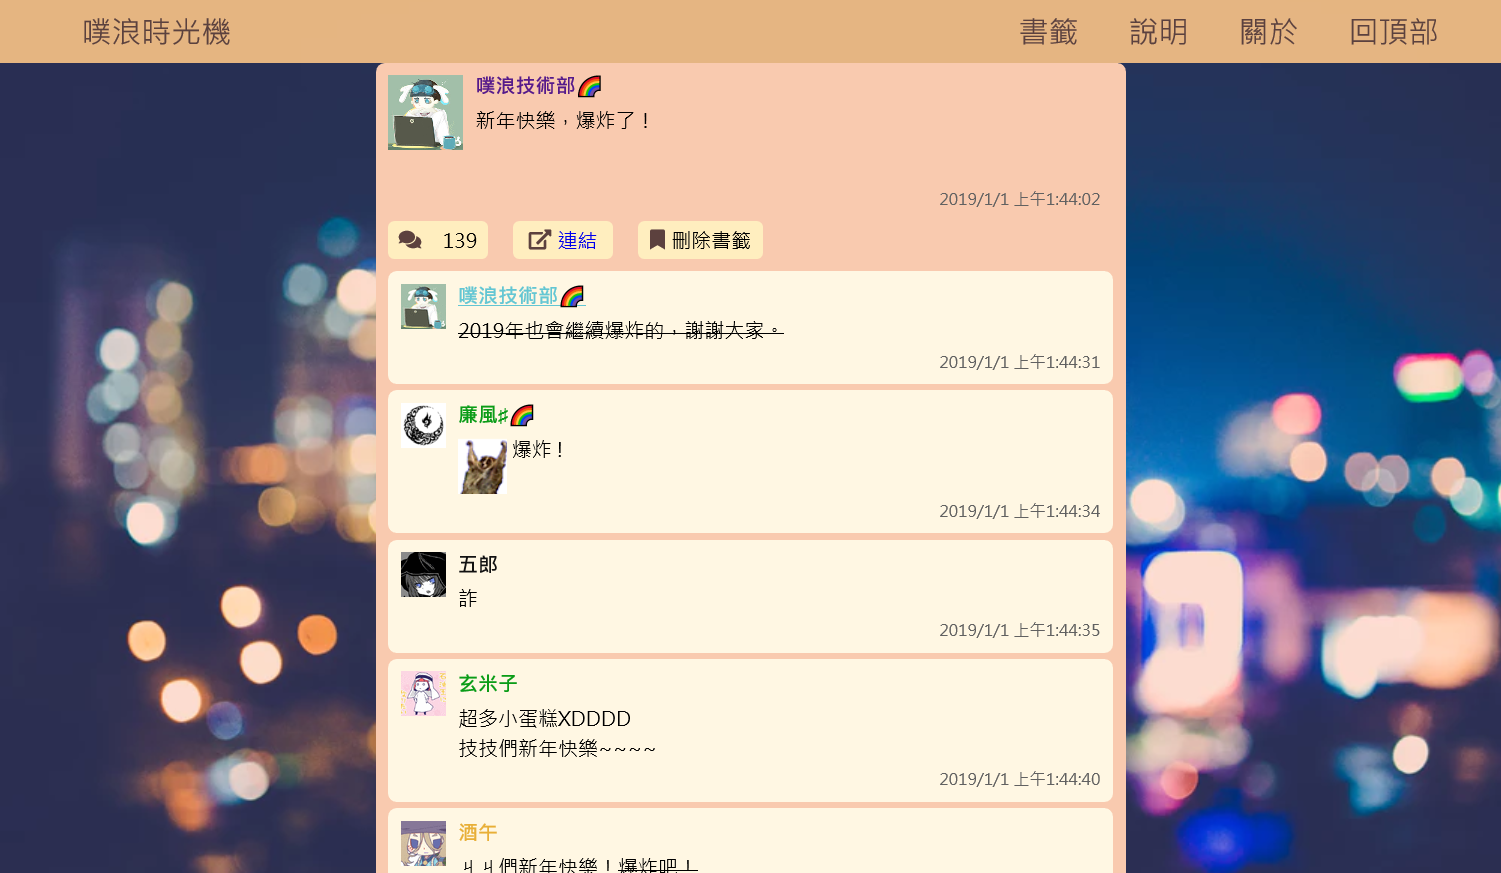 噗浪時光機
書籤
說明
關於
回頂部
噗浪技術部🌈
新年快樂，爆炸了！
2019/1/1 上午1:44:02
139
連結
刪除書籤
噗浪技術部🌈
2019年也會繼續爆炸的，謝謝大家。
2019/1/1 上午1:44:31
廉風♯🌈
爆炸！
2019/1/1 上午1:44:34
五郎
詐
2019/1/1 上午1:44:35
玄米子
超多小蛋糕XDDDD
技技們新年快樂~~~~
2019/1/1 上午1:44:40
酒午
ㄐㄐ們新年快樂！爆炸吧！